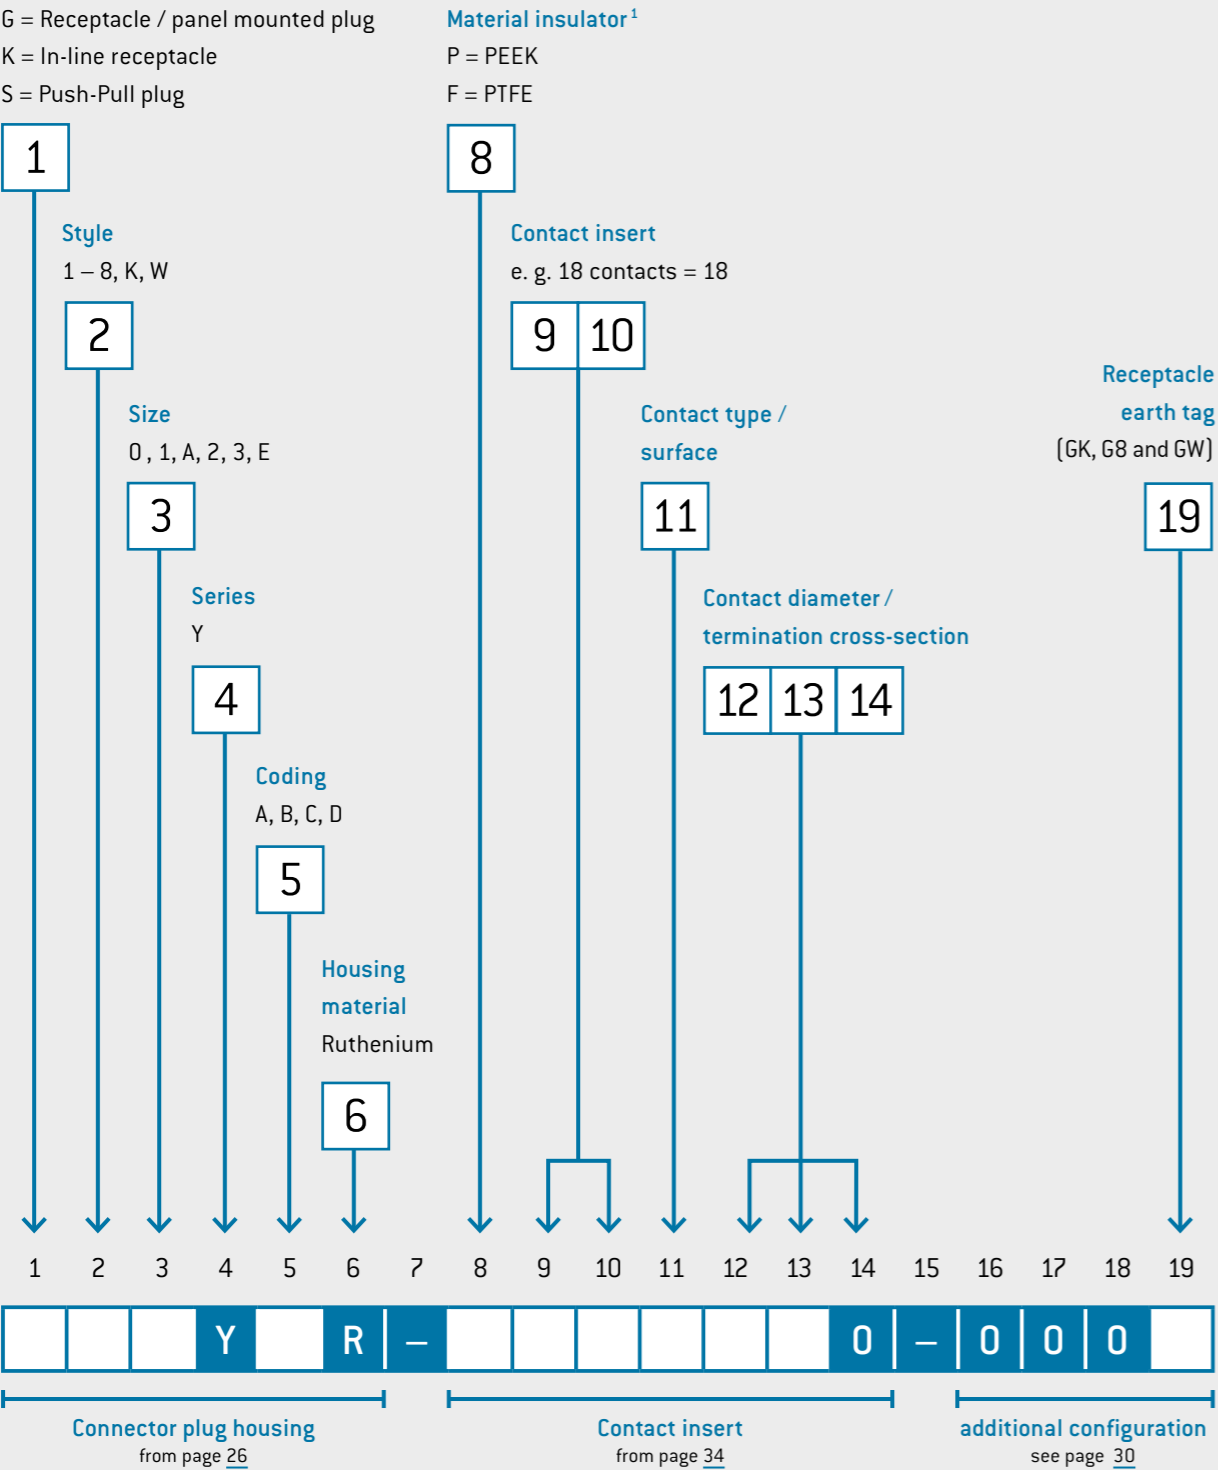 G = Receptacle / panel mounted plug
K = In-line receptacle
S = Push-Pull plug
1
Material insulator¹
P = PEEK
F = PTFE
8
Style
1 – 8, K, W
2
Contact insert
e. g. 18 contacts = 18
9 10
Size
0 , 1, A, 2, 3, E
3
Contact type /
surface
11
Receptacle
earth tag
(GK, G8 and GW)
19
Series
Y
4
Contact diameter /
termination cross-section
12 13 14
Coding
A, B, C, D
5
Housing
material
Ruthenium
6
1 2 3 4 5 6 7 8 9 10 11 12 13 14 15 16 17 18 19
Y R – 0 – 0 0 0
Connector plug housing
from page 26
Contact insert
from page 34
additional configuration
see page 30